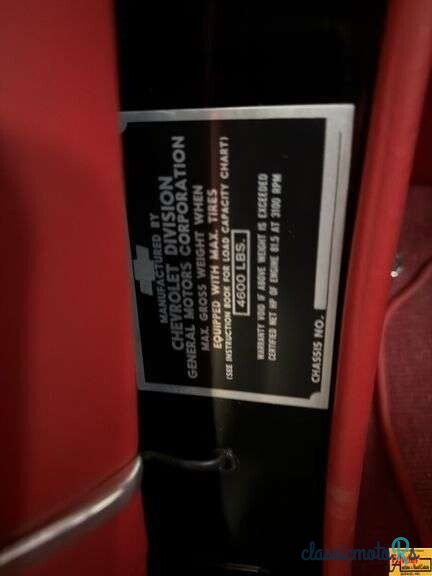 MANUFACTURED BY
CHEVROLET DIVISION
GENERAL MOTORS CORPORATION
MAX. GROSS WEIGHT WHEN
EQUIPPED WITH MAX. TIRES
(SEE INSTRUCTION BOOK FOR LOAD CAPACITY CHART)
4600 LBS.
WARRANTY VOID IF ABOVE WEIGHT IS EXCEEDED
CERTIFIED NET HP OF ENGINE 81.5 AT 3100 RPM
CHASSIS NO.
classicmotoRs